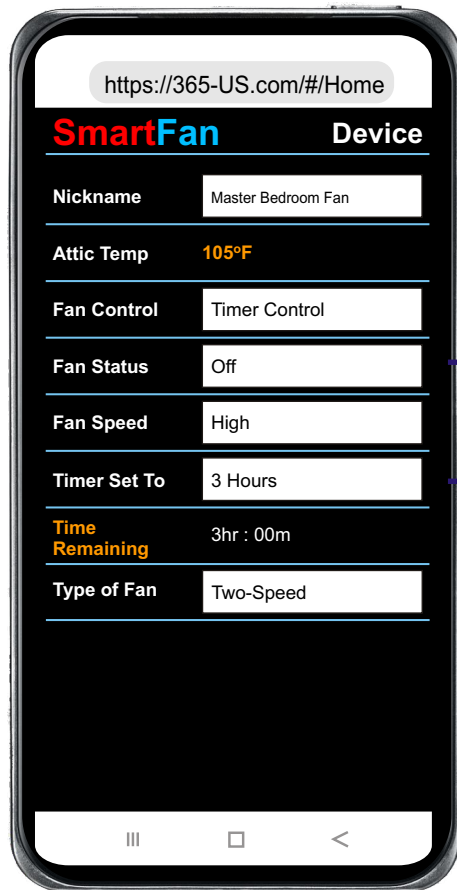 https://365-US.com/#/Home
SmartFan Device
Nickname Master Bedroom Fan
Attic Temp 105°F
Fan Control Timer Control
Fan Status Off
Fan Speed High
Timer Set To 3 Hours
Time
Remaining 3hr : 00m
Type of Fan Two-Speed